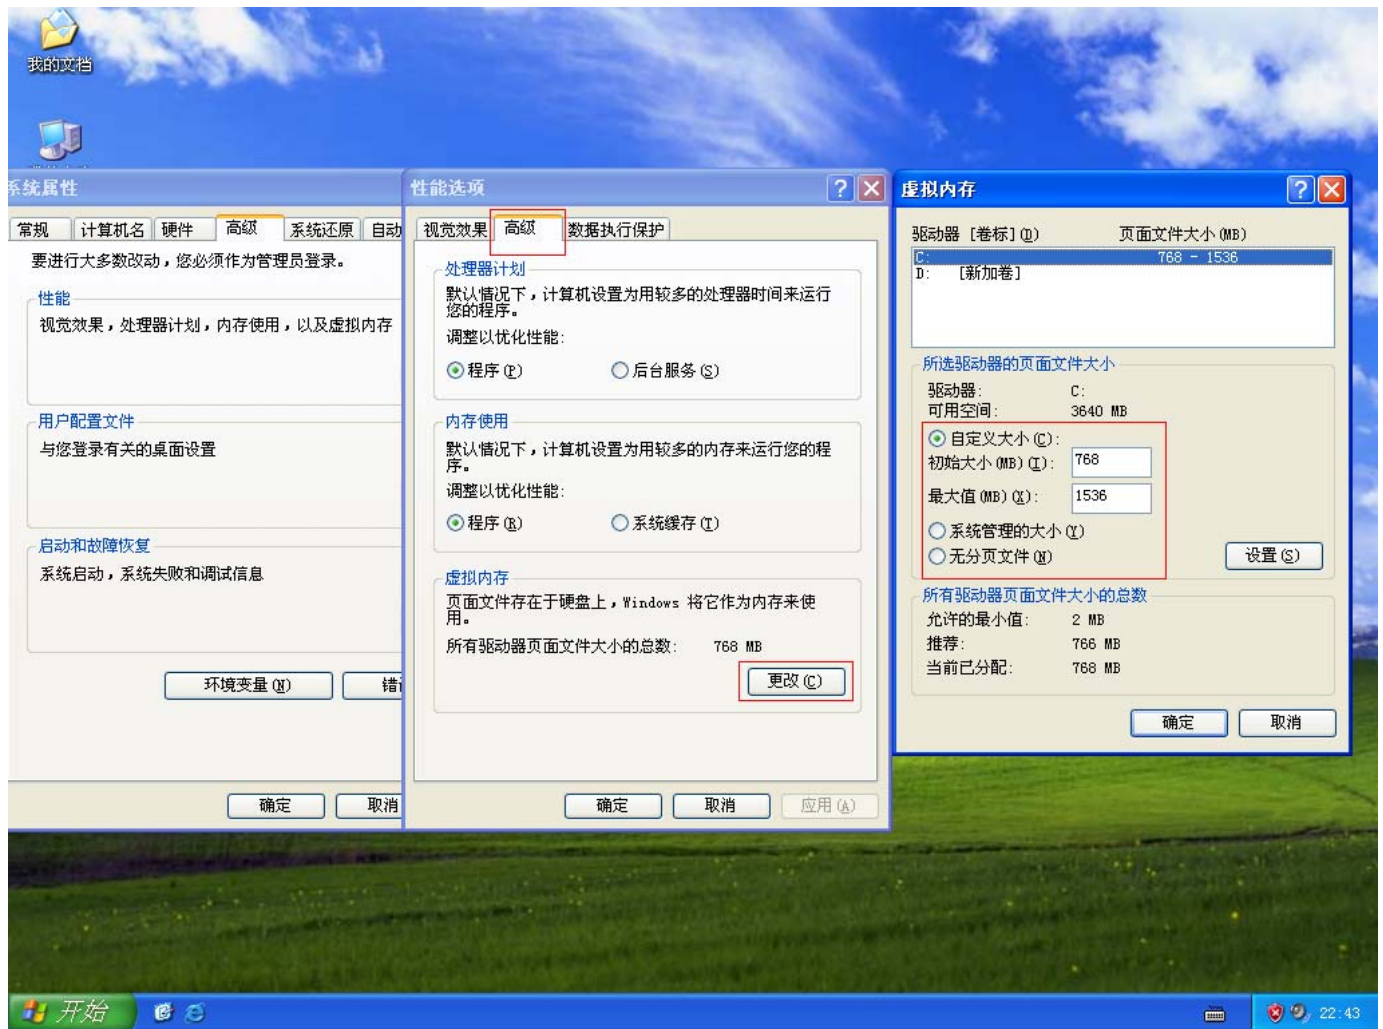 我的文档
系统属性
常规 计算机名 硬件 高级 系统还原 自动
要进行大多数改动，您必须作为管理员登录。
性能
视觉效果，处理器计划，内存使用，以及虚拟内存
用户配置文件
与您登录有关的桌面设置
启动和故障恢复
系统启动，系统失败和调试信息
环境变量(N)
确定 取消
性能选项
视觉效果 高级 数据执行保护
处理器计划
默认情况下，计算机设置为用较多的处理器时间来运行
您的程序。
调整以优化性能:
程序(P) 后台服务(S)
内存使用
默认情况下，计算机设置为用较多的内存来运行您的程
序。
调整以优化性能:
程序(R) 系统缓存(T)
虚拟内存
页面文件存在于硬盘上，Windows 将它作为内存来使
用。
所有驱动器页面文件大小的总数: 768 MB
更改(C)
确定 取消 应用(A)
虚拟内存
驱动器 [卷标](D) 页面文件大小(MB)
C: 768 - 1536
D: [新加卷]
所选驱动器的页面文件大小
驱动器: C:
可用空间: 3640 MB
自定义大小(C):
初始大小(MB)(I): 768
最大值(MB)(X): 1536
系统管理的大小(Y)
无分页文件(N) 设置(S)
所有驱动器页面文件大小的总数
允许的最小值: 2 MB
推荐: 766 MB
当前已分配: 768 MB
确定 取消
开始
22:43